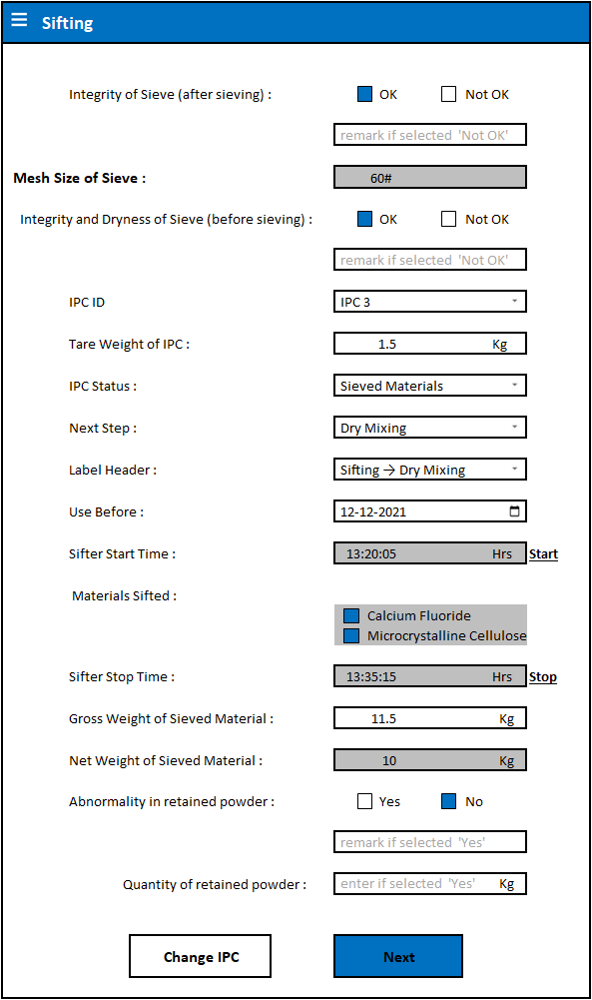 Sifting
Integrity of Sieve (after sieving) : OK Not OK
remark if selected 'Not OK'
Mesh Size of Sieve : 60#
Integrity and Dryness of Sieve (before sieving) : OK Not OK
remark if selected 'Not OK'
IPC ID IPC 3
Tare Weight of IPC : 1.5 Kg
IPC Status : Sieved Materials
Next Step : Dry Mixing
Label Header : Sifting → Dry Mixing
Use Before : 12-12-2021
Sifter Start Time : 13:20:05 Hrs Start
Materials Sifted :
Calcium Fluoride
Microcrystalline Cellulose
Sifter Stop Time : 13:35:15 Hrs Stop
Gross Weight of Sieved Material : 11.5 Kg
Net Weight of Sieved Material : 10 Kg
Abnormality in retained powder : Yes No
remark if selected 'Yes'
Quantity of retained powder : enter if selected 'Yes' Kg
Change IPC Next